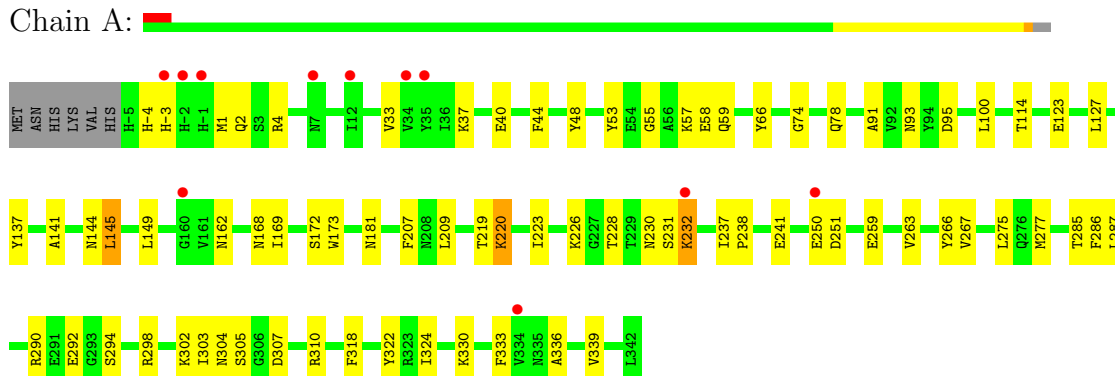 Chain A:
MET ASN HIS LYS VAL HIS H-5 H-4 H-3 H-2 H-1 M1 Q2 S3 R4 N7 I12 V33 V34 Y35 I36 K37 E40 F44 Y48 Y53 E54 G55 A56 K57 E58 Q59 Y66 G74 Q78 A91 V92 N93 Y94 D95 L100 T114 E123 L127
Y137 A141 N144 L145 L149 G160 V161 N162 N168 I169 S172 W173 N181 F207 N208 L209 T219 K220 I223 K226 G227 T228 T229 N230 S231 K232 I237 P238 E241 E250 D251 E259 V263 Y266 V267 L275 Q276 M277 T285 F286 L287
R290 E291 E292 G293 S294 R298 K302 I303 N304 S305 G306 D307 R310 F318 Y322 R323 I324 K330 F333 V334 N335 A336 V339 L342